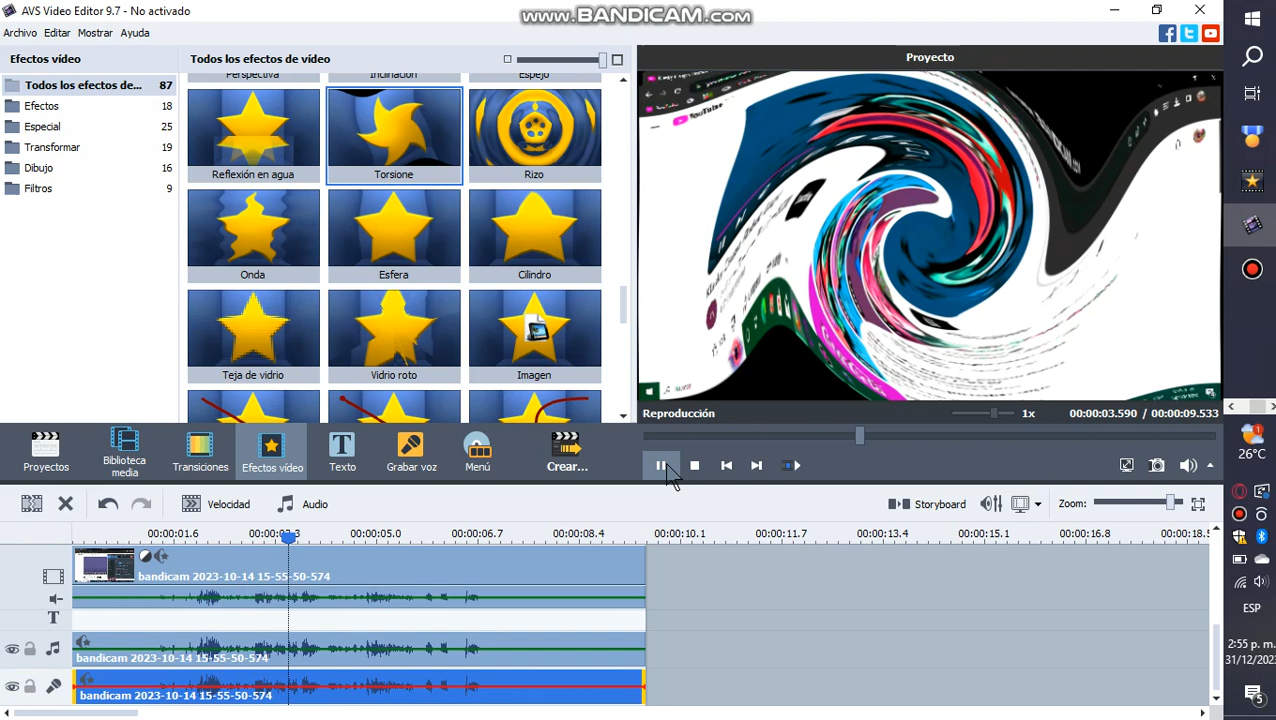 AVS Video Editor 9.7 - No activado
www.BANDICAM.com
Archivo Editar Mostrar Ayuda
Efectos vídeo
Todos los efectos de vídeo
Proyecto
Todos los efectos de... 87
Efectos 18
Especial 25
Transformar 19
Dibujo 16
Filtros 9
Perspectiva Inclinación Espejo
Reflexión en agua Torsione Rizo
Onda Esfera Cilindro
Teja de vidrio Vidrio roto Imagen
YouTube
Reproducción
1x
00:00:03.590 / 00:00:09.533
Proyectos
Biblioteca
media
Transiciones
Efectos vídeo
Texto
Grabar voz
Menú
Crear...
Velocidad
Audio
Storyboard
Zoom:
00:00:01.6 00:00:03.3 00:00:05.0 00:00:06.7 00:00:08.4 00:00:10.1 00:00:11.7 00:00:13.4 00:00:15.1 00:00:16.8 00:00:18.5
bandicam 2023-10-14 15-55-50-574
T
bandicam 2023-10-14 15-55-50-574
bandicam 2023-10-14 15-55-50-574
26°C
ESP
2:55 p. m.
31/12/2023
5